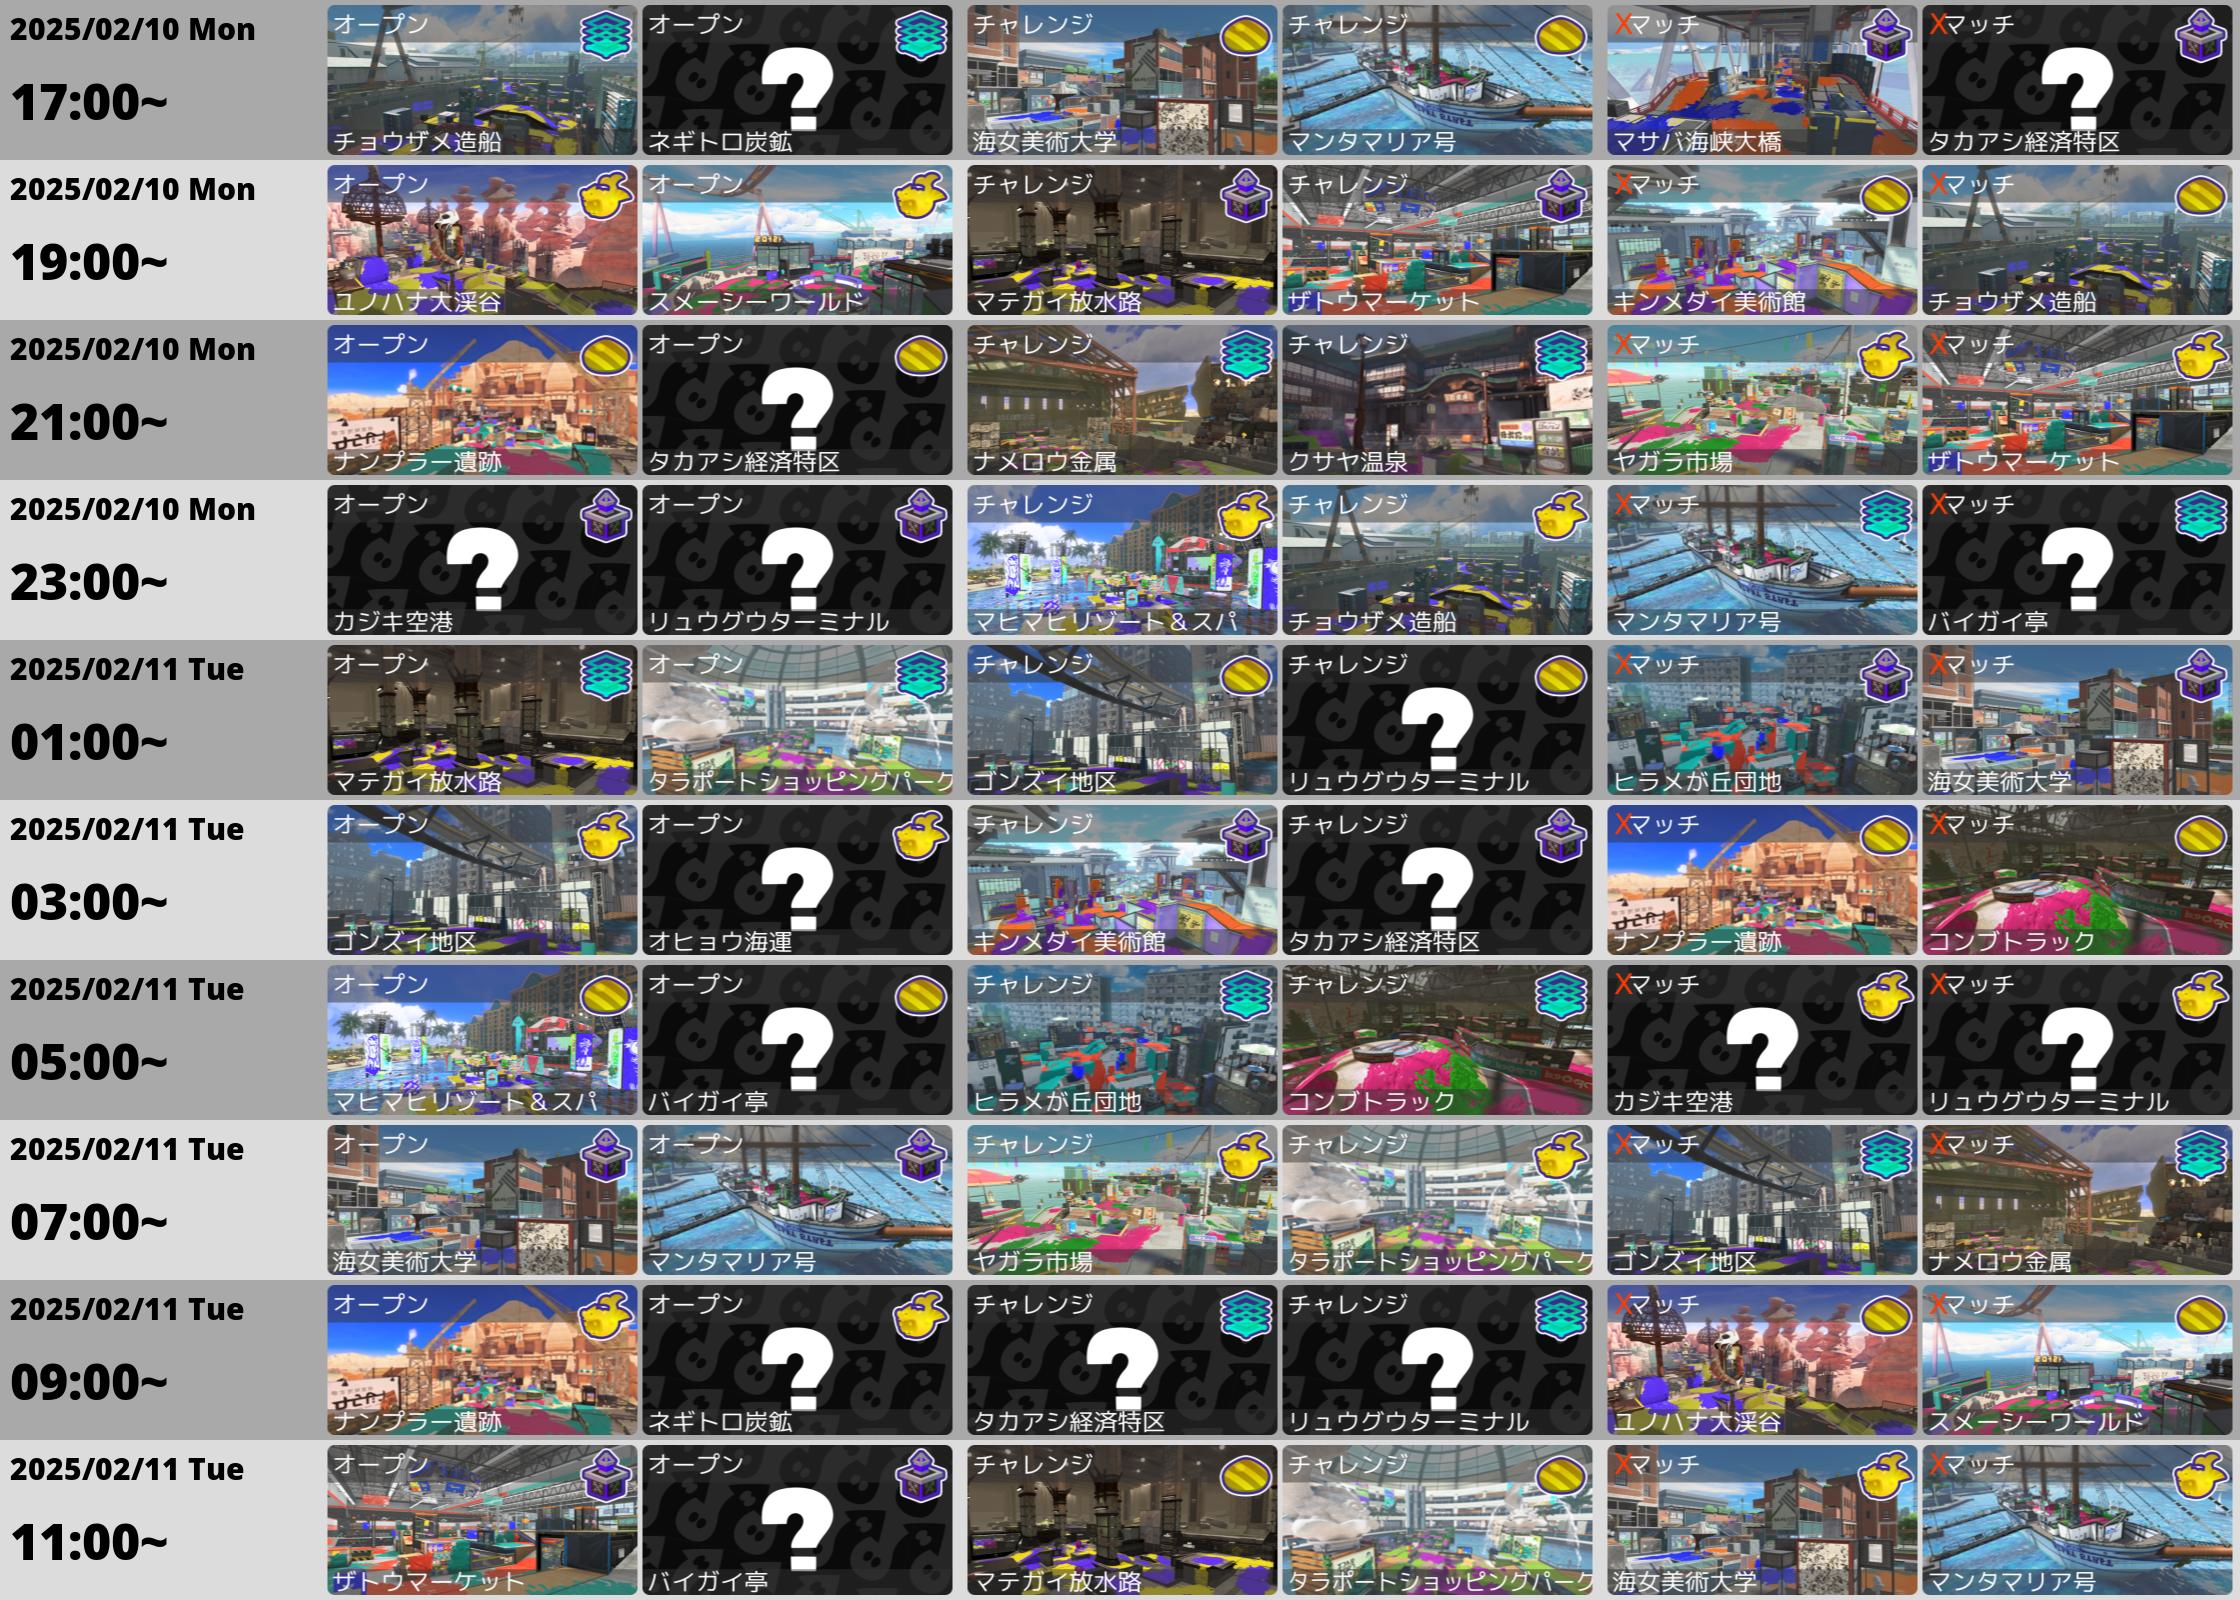 2025/02/10 Mon
17:00~
オープン
チョウザメ造船
オープン
ネギトロ炭鉱
チャレンジ
海女美術大学
チャレンジ
マンタマリア号
Xマッチ
マサバ海峡大橋
Xマッチ
タカアシ経済特区
2025/02/10 Mon
19:00~
オープン
ユノハナ大渓谷
オープン
スメーシーワールド
チャレンジ
マテガイ放水路
チャレンジ
ザトウマーケット
Xマッチ
キンメダイ美術館
Xマッチ
チョウザメ造船
2025/02/10 Mon
21:00~
オープン
ナンプラー遺跡
オープン
タカアシ経済特区
チャレンジ
ナメロウ金属
チャレンジ
クサヤ温泉
Xマッチ
ヤガラ市場
Xマッチ
ザトウマーケット
2025/02/10 Mon
23:00~
オープン
カジキ空港
オープン
リュウグウターミナル
チャレンジ
マヒマヒリゾート＆スパ
チャレンジ
チョウザメ造船
Xマッチ
マンタマリア号
Xマッチ
バイガイ亭
2025/02/11 Tue
01:00~
オープン
マテガイ放水路
オープン
タラポートショッピングパーク
チャレンジ
ゴンズイ地区
チャレンジ
リュウグウターミナル
Xマッチ
ヒラメが丘団地
Xマッチ
海女美術大学
2025/02/11 Tue
03:00~
オープン
ゴンズイ地区
オープン
オヒョウ海運
チャレンジ
キンメダイ美術館
チャレンジ
タカアシ経済特区
Xマッチ
ナンプラー遺跡
Xマッチ
コンブトラック
2025/02/11 Tue
05:00~
オープン
マヒマヒリゾート＆スパ
オープン
バイガイ亭
チャレンジ
ヒラメが丘団地
チャレンジ
コンブトラック
Xマッチ
カジキ空港
Xマッチ
リュウグウターミナル
2025/02/11 Tue
07:00~
オープン
海女美術大学
オープン
マンタマリア号
チャレンジ
ヤガラ市場
チャレンジ
タラポートショッピングパーク
Xマッチ
ゴンズイ地区
Xマッチ
ナメロウ金属
2025/02/11 Tue
09:00~
オープン
ナンプラー遺跡
オープン
ネギトロ炭鉱
チャレンジ
タカアシ経済特区
チャレンジ
リュウグウターミナル
Xマッチ
ユノハナ大渓谷
Xマッチ
スメーシーワールド
2025/02/11 Tue
11:00~
オープン
ザトウマーケット
オープン
バイガイ亭
チャレンジ
マテガイ放水路
チャレンジ
タラポートショッピングパーク
Xマッチ
海女美術大学
Xマッチ
マンタマリア号